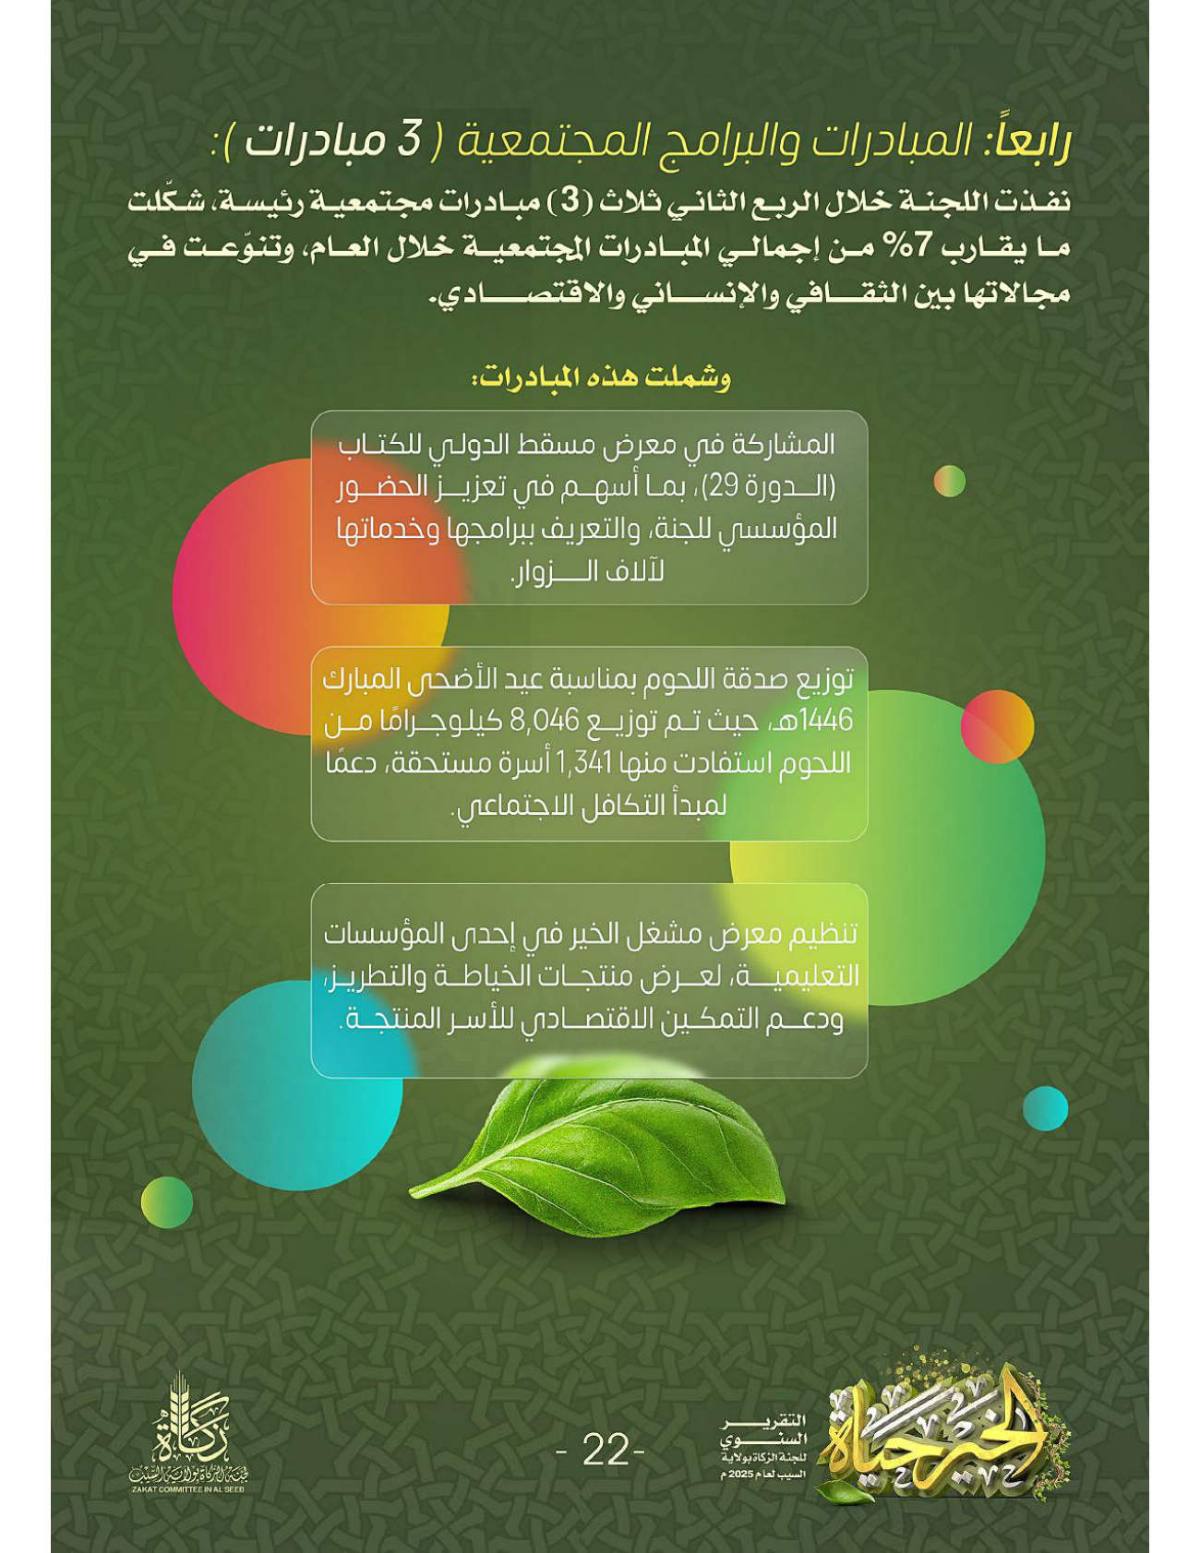 رابعاً: المبادرات والبرامج المجتمعية ( 3 مبادرات ):
نفذت اللجنة خلال الربع الثاني ثلاث (3) مبادرات مجتمعية رئيسة، شكّلت
ما يقارب 7% من إجمالي المبادرات المجتمعية خلال العام، وتنوّعت في
مجالاتها بين الثقافي والإنساني والاقتصادي.
وشملت هذه المبادرات:
المشاركة في معرض مسقط الدولي للكتاب
(الدورة 29)، بما أسهم في تعزيز الحضور
المؤسسي للجنة، والتعريف ببرامجها وخدماتها
لآلاف الزوار.
توزيع صدقة اللحوم بمناسبة عيد الأضحى المبارك
1446هـ، حيث تم توزيع 8,046 كيلوجرامًا من
اللحوم استفادت منها 1,341 أسرة مستحقة، دعمًا
لمبدأ التكافل الاجتماعي.
تنظيم معرض مشغل الخير في إحدى المؤسسات
التعليمية، لعرض منتجات الخياطة والتطريز،
ودعم التمكين الاقتصادي للأسر المنتجة.
الخير حياة
التقرير
السنوي
للجنة الزكاة بولاية
السيب لعام 2025 م
- 22-
زكاة
لجنة الزكاة بولاية السيب
ZAKAT COMMITTEE IN AL SEEB